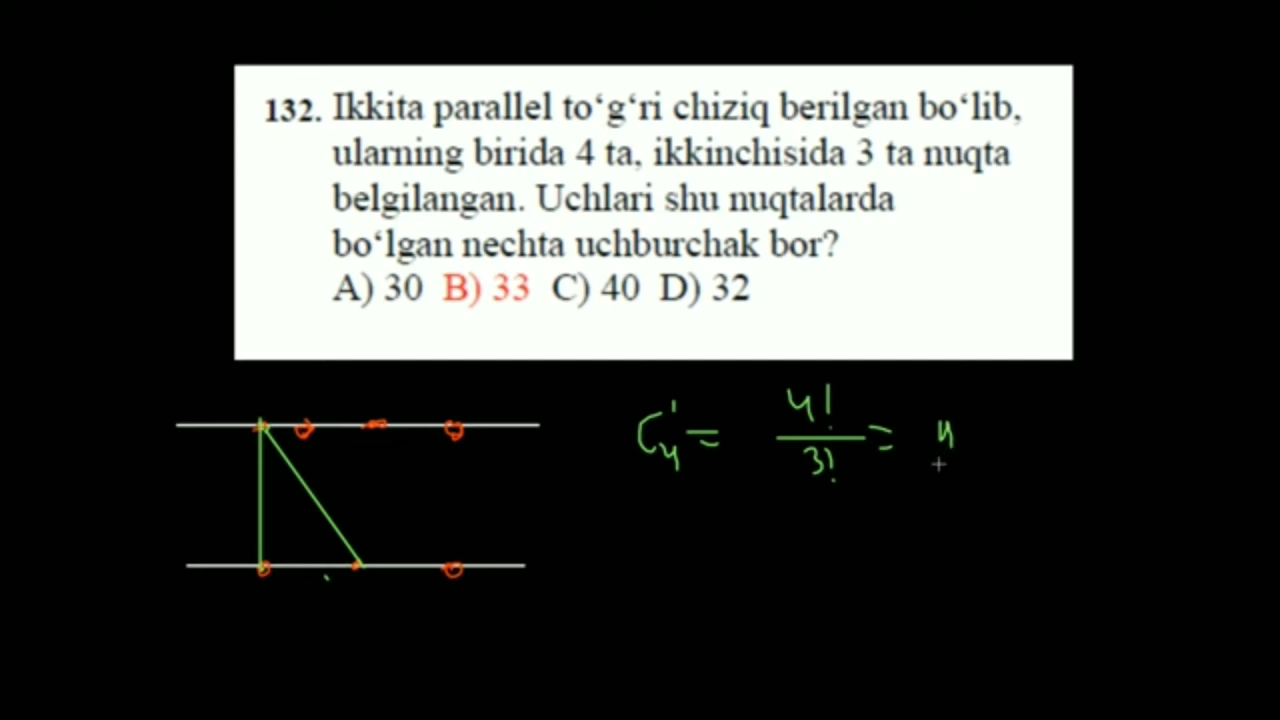 132. Ikkita parallel to‘g‘ri chiziq berilgan bo‘lib,
ularning birida 4 ta, ikkinchisida 3 ta nuqta
belgilangan. Uchlari shu nuqtalarda
bo‘lgan nechta uchburchak bor?
A) 30 B) 33 C) 40 D) 32
C₄¹ = 4!/3! = 4